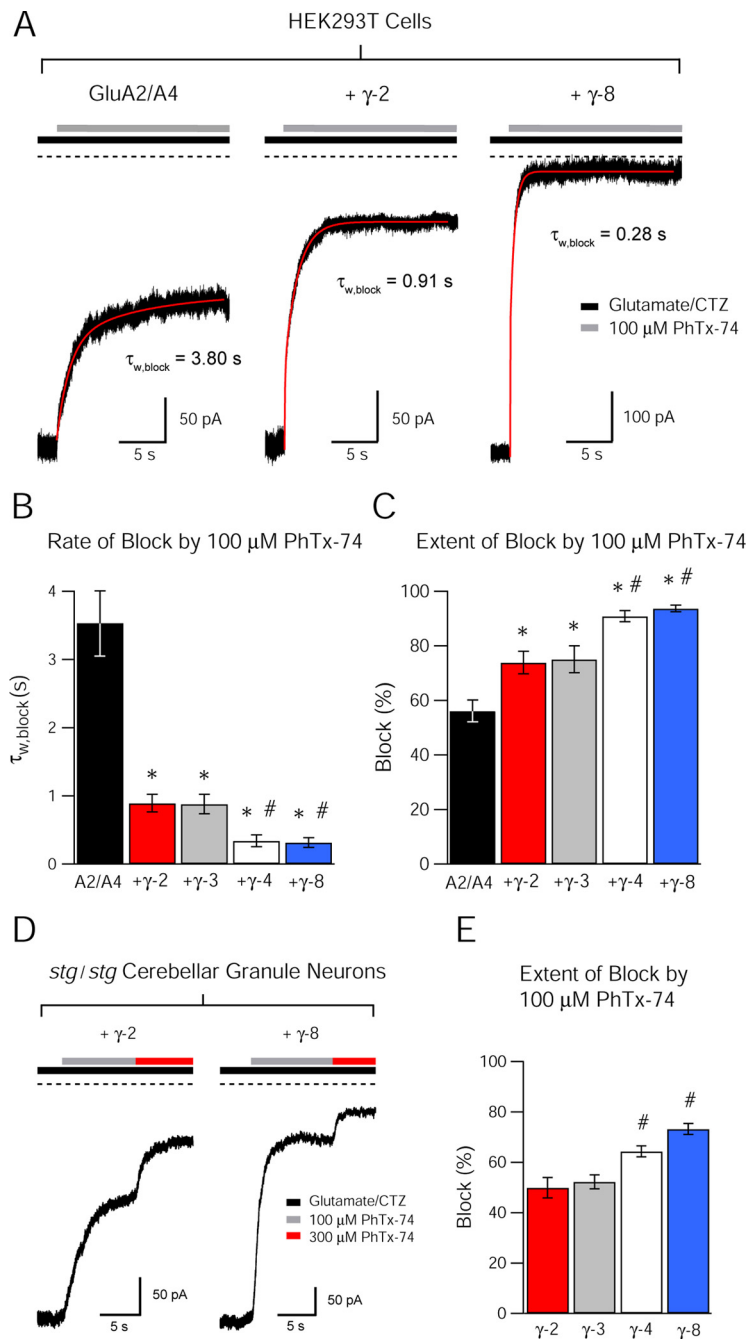 A
HEK293T Cells
GluA2/A4
+ γ-2
+ γ-8
τw,block = 3.80 s
τw,block = 0.91 s
τw,block = 0.28 s
Glutamate/CTZ
100 μM PhTx-74
50 pA
5 s
50 pA
5 s
100 pA
5 s
B
Rate of Block by 100 μM PhTx-74
τw,block(s)
4
3
2
1
0
*
*
* #
* #
A2/A4
+γ-2
+γ-3
+γ-4
+γ-8
C
Extent of Block by 100 μM PhTx-74
Block (%)
100
80
60
40
20
0
*
*
* #
* #
A2/A4
+γ-2
+γ-3
+γ-4
+γ-8
D
stg/stg Cerebellar Granule Neurons
+ γ-2
+ γ-8
Glutamate/CTZ
100 μM PhTx-74
300 μM PhTx-74
50 pA
5 s
50 pA
5 s
E
Extent of Block by
100 μM PhTx-74
Block (%)
100
80
60
40
20
0
#
#
γ-2
γ-3
γ-4
γ-8